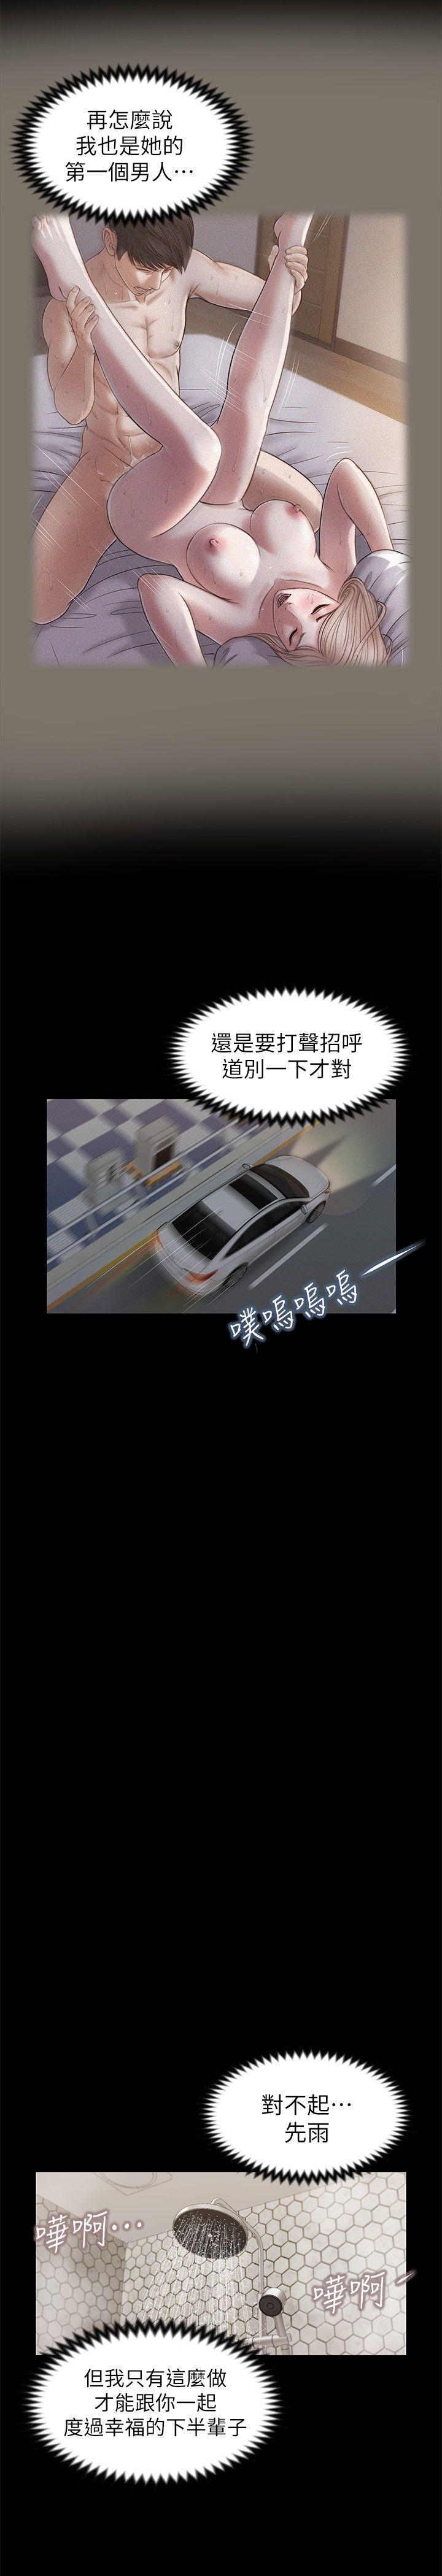 再怎麼說
我也是她的
第一個男人…
還是要打聲招呼
道別一下才對
噗嗚嗚嗚
對不起…
先雨
嘩啊…
嘩啊
但我只有這麼做
才能跟你一起
度過幸福的下半輩子